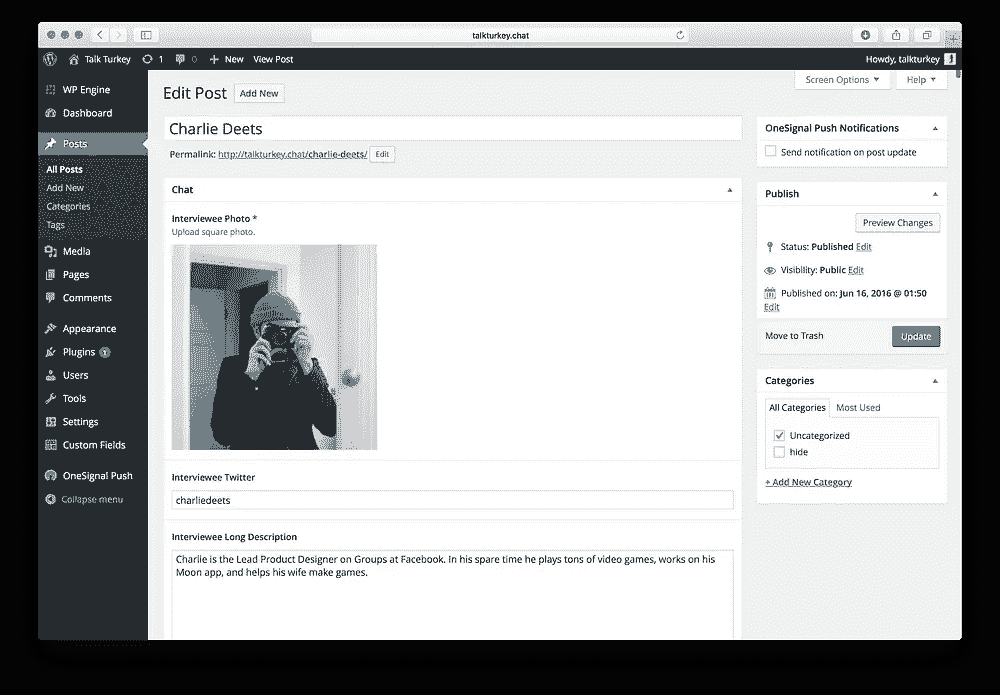 talkturkey.chat
Talk Turkey 1 0 + New View Post Howdy, talkturkey
Screen Options Help
WP Engine
Dashboard
Posts
All Posts
Add New
Categories
Tags
Media
Pages
Comments
Appearance
Plugins 1
Users
Tools
Settings
Custom Fields
OneSignal Push
Collapse menu
Edit Post Add New
Charlie Deets
Permalink: http://talkturkey.chat/charlie-deets/ Edit
Chat
Interviewee Photo *
Upload square photo.
Interviewee Twitter
charliedeets
Interviewee Long Description
Charlie is the Lead Product Designer on Groups at Facebook. In his spare time he plays tons of video games, works on his
Moon app, and helps his wife make games.
OneSignal Push Notifications
Send notification on post update
Publish
Preview Changes
Status: Published Edit
Visibility: Public Edit
Published on: Jun 16, 2016 @ 01:50
Edit
Move to Trash Update
Categories
All Categories Most Used
Uncategorized
hide
+ Add New Category